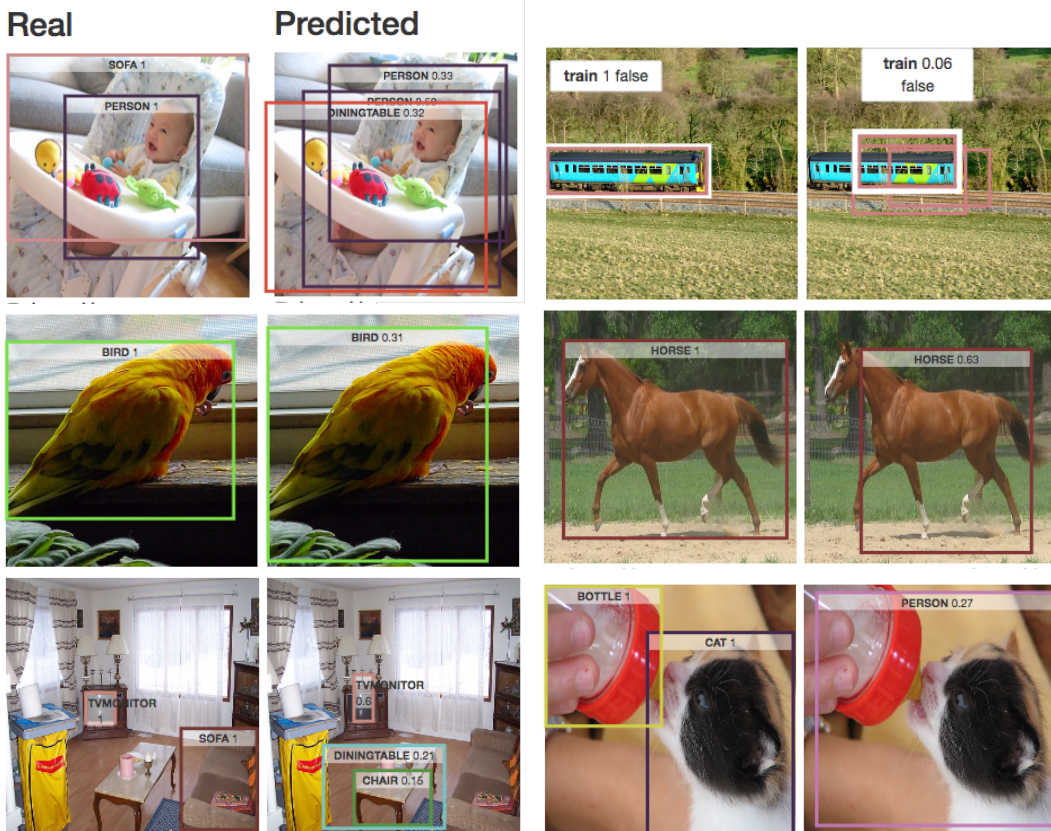 Real
Predicted
SOFA 1
PERSON 1
PERSON 0.33
DININGTABLE 0.32
train 1 false
train 0.06
false
BIRD 1
BIRD 0.31
HORSE 1
HORSE 0.63
TVMONITOR
1
SOFA 1
TVMONITOR
0.6
DININGTABLE 0.21
CHAIR 0.15
BOTTLE 1
CAT 1
PERSON 0.27